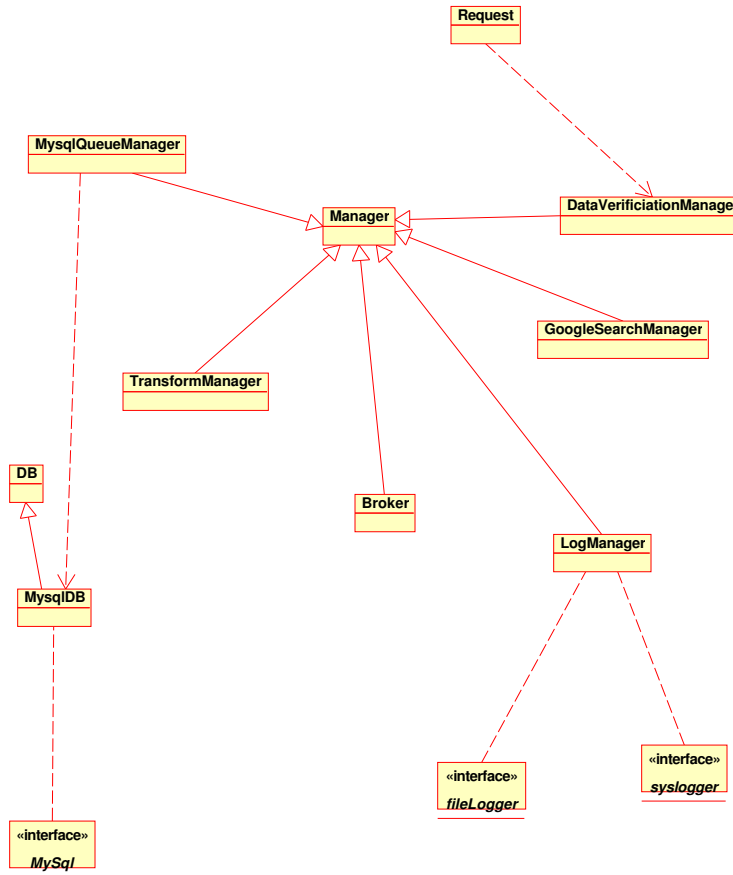 Request
MysqlQueueManager
Manager
DataVerificiationManage
GoogleSearchManager
TransformManager
DB
Broker
LogManager
MysqlDB
«interface»
fileLogger
«interface»
syslogger
«interface»
MySql